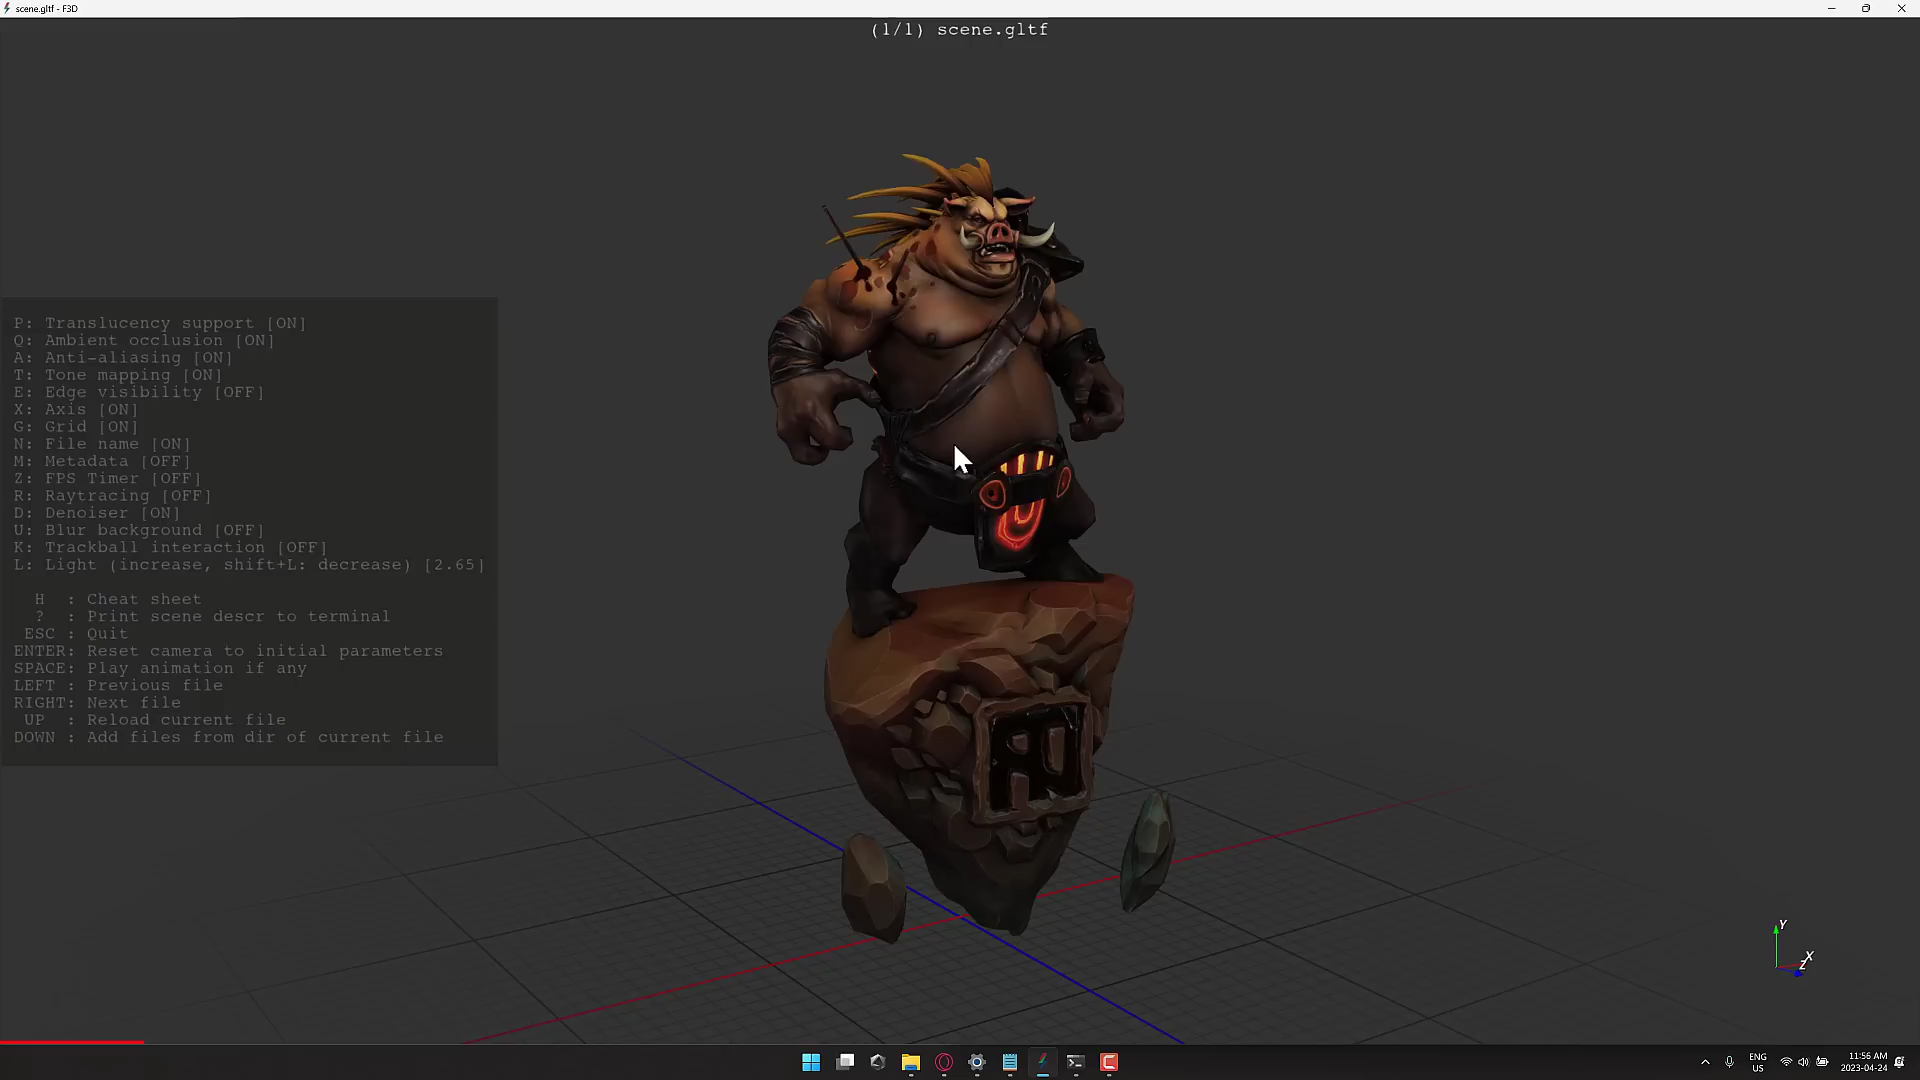 scene.gltf - F3D
(1/1) scene.gltf
P: Translucency support [ON]
Q: Ambient occlusion [ON]
A: Anti-aliasing [ON]
T: Tone mapping [ON]
E: Edge visibility [OFF]
X: Axis [ON]
G: Grid [ON]
N: File name [ON]
M: Metadata [OFF]
Z: FPS Timer [OFF]
R: Raytracing [OFF]
D: Denoiser [ON]
U: Blur background [OFF]
K: Trackball interaction [OFF]
L: Light (increase, shift+L: decrease) [2.65]
H : Cheat sheet
? : Print scene descr to terminal
ESC : Quit
ENTER: Reset camera to initial parameters
SPACE: Play animation if any
LEFT : Previous file
RIGHT: Next file
UP : Reload current file
DOWN : Add files from dir of current file
Y
X
Z
ENG
US
11:56 AM
2023-04-24